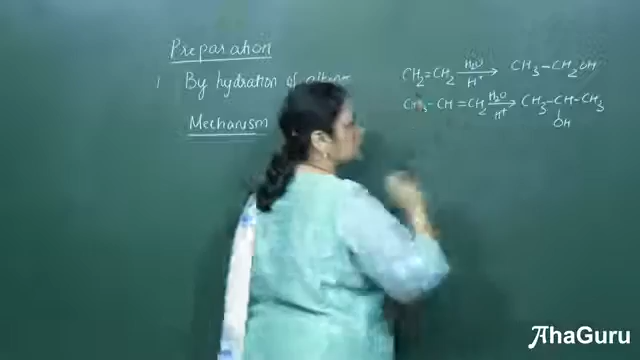 Preparation
1 By hydration of alkene
Mechanism
CH₂=CH₂ —H₂O/H⁺→ CH₃–CH₂OH
CH₃–CH=CH₂ —H₂O/H⁺→ CH₃–CH–CH₃
OH
AhaGuru